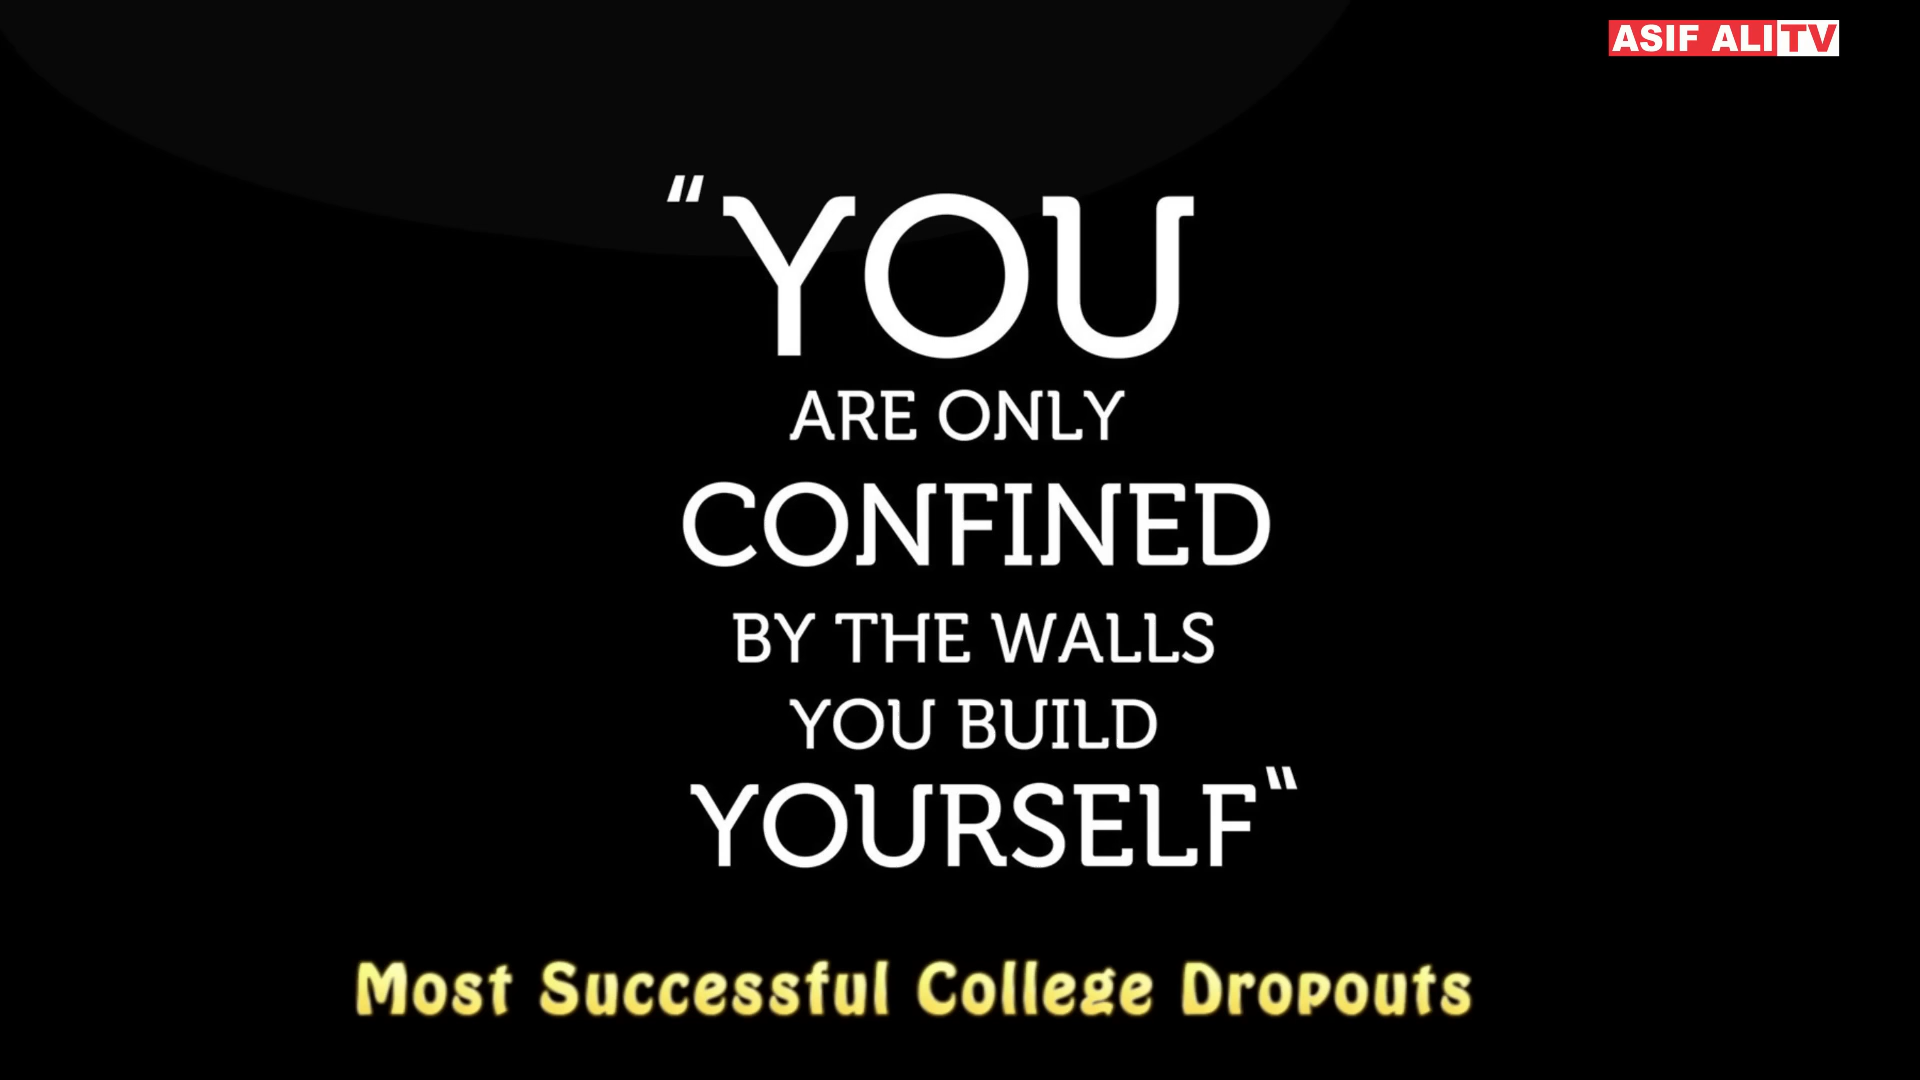 ASIF ALI TV
"YOU
ARE ONLY
CONFINED
BY THE WALLS
YOU BUILD
YOURSELF"
Most Successful College Dropouts